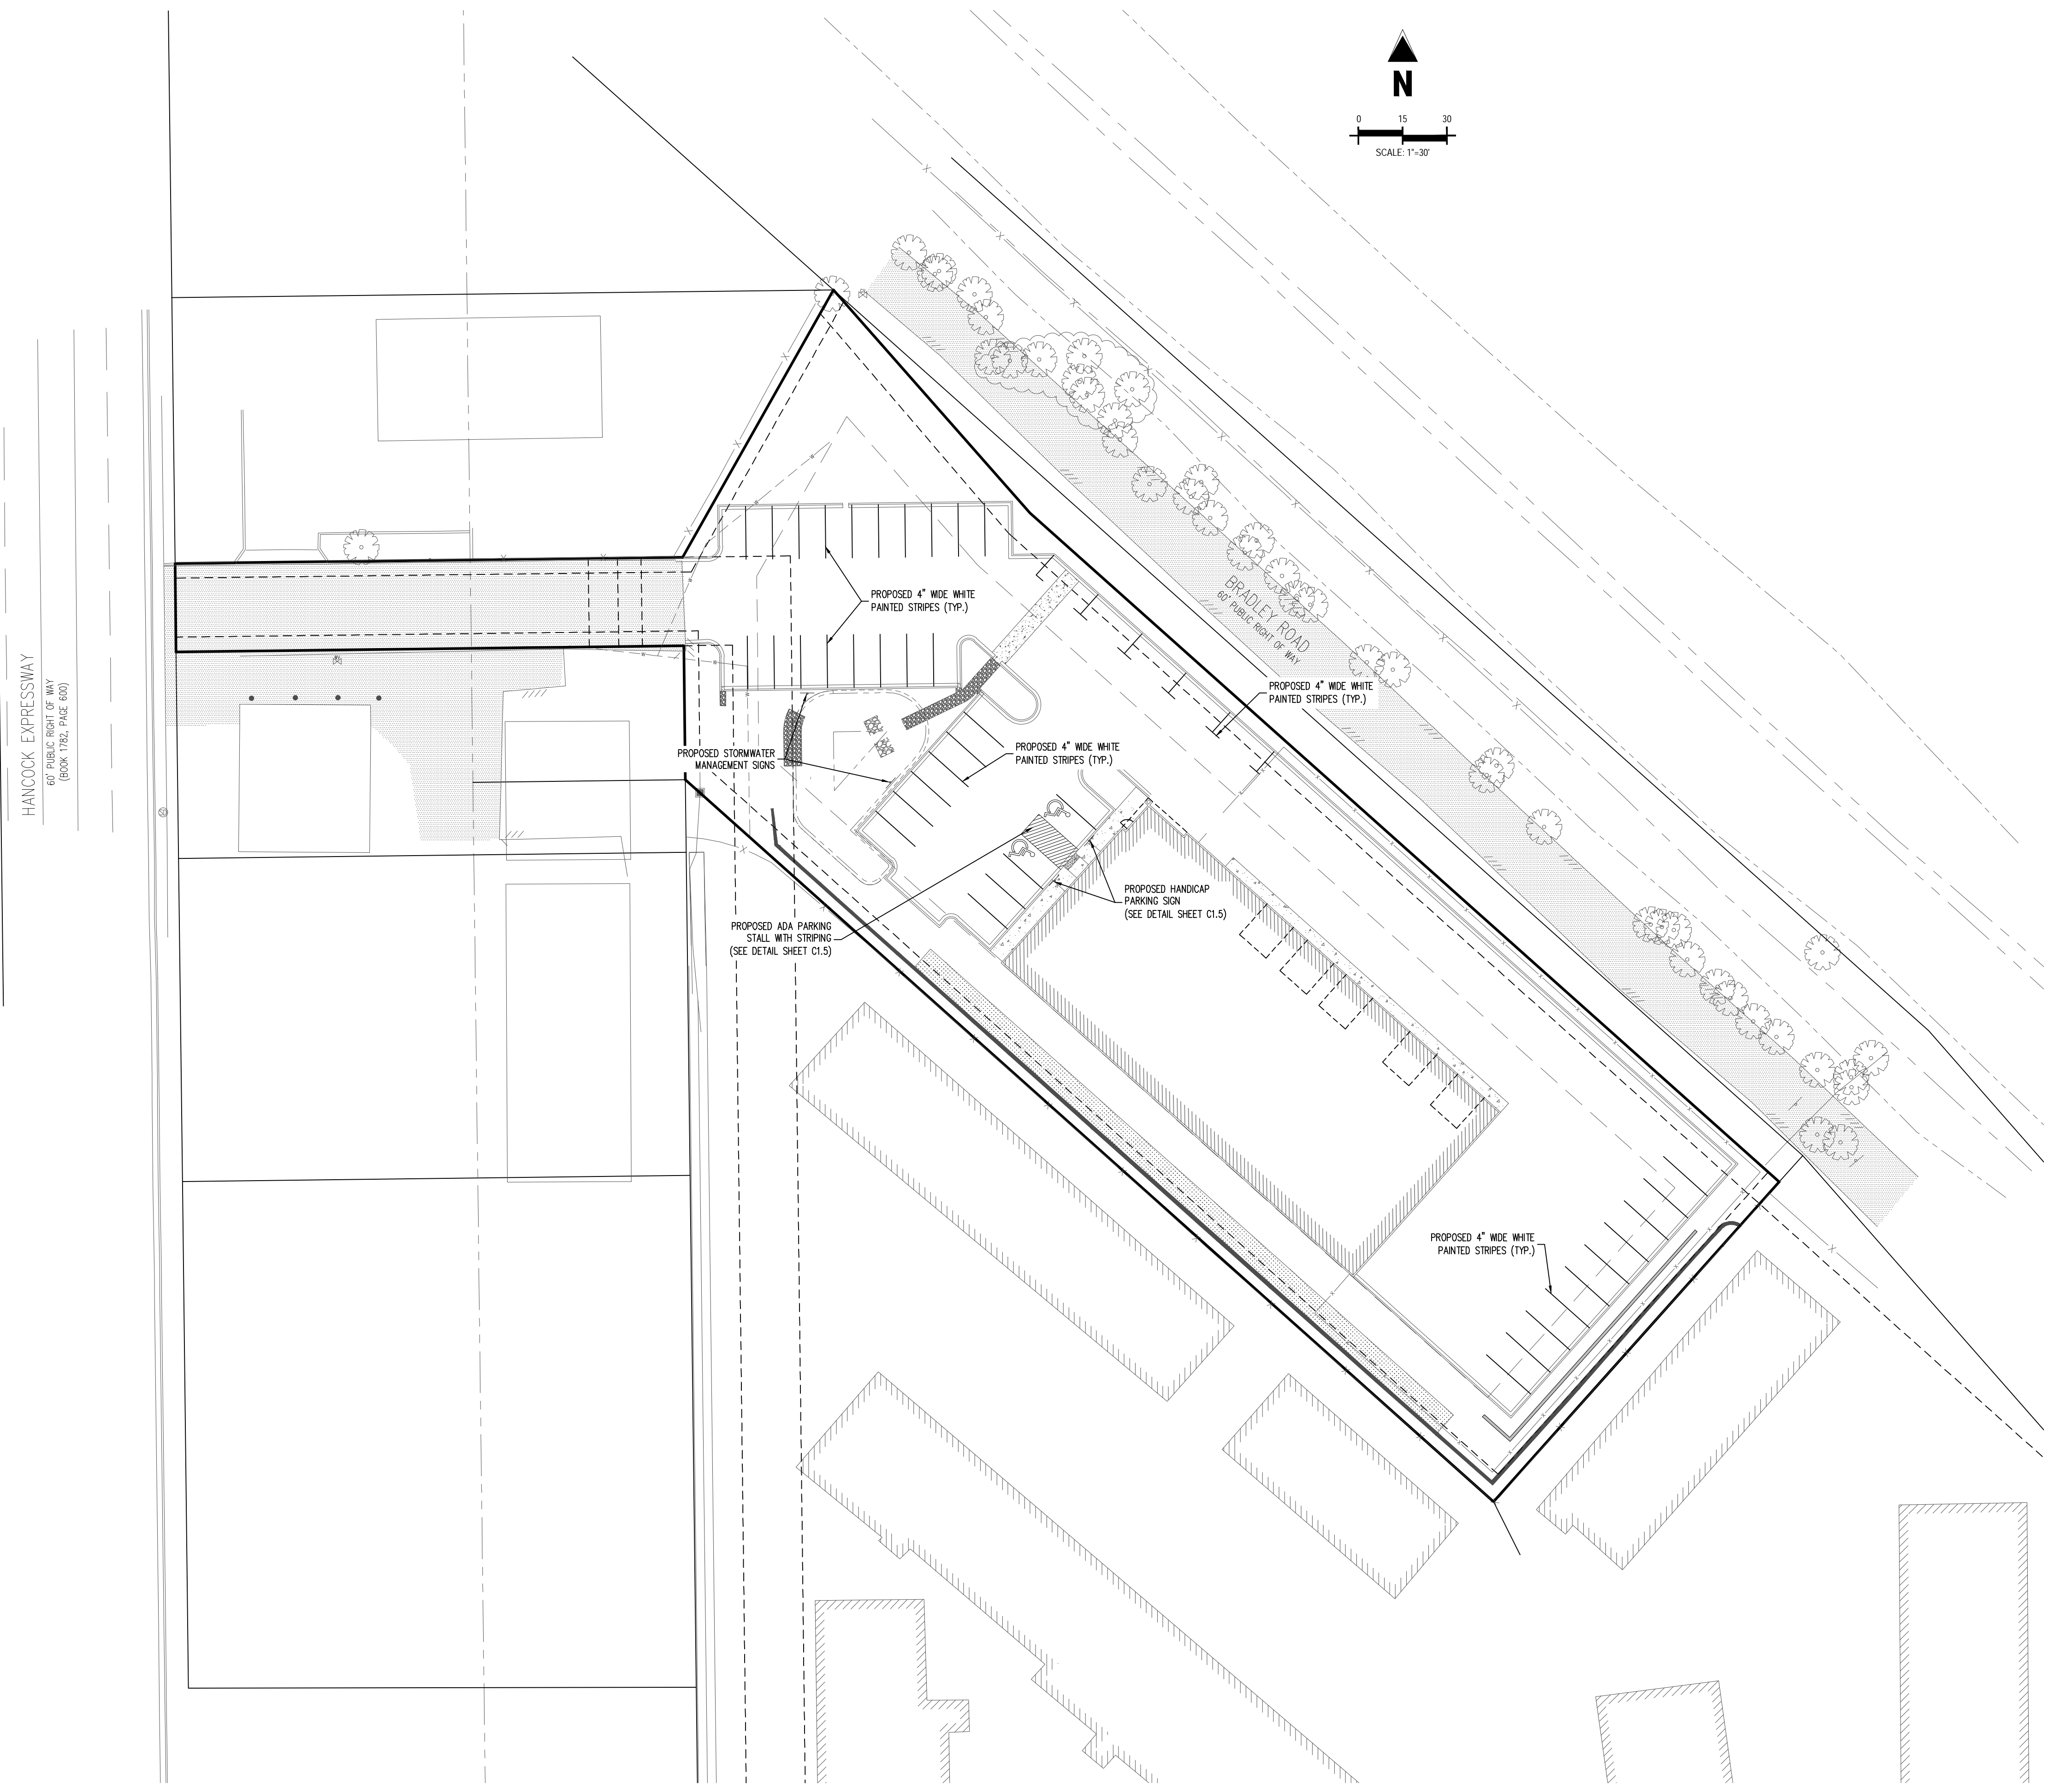 N
0 15 30
SCALE: 1"=30'
HANCOCK EXPRESSWAY
60' PUBLIC RIGHT OF WAY
(BOOK 1782, PAGE 600)
BRADLEY ROAD
60' PUBLIC RIGHT OF WAY
PROPOSED 4" WIDE WHITE
PAINTED STRIPES (TYP.)
PROPOSED 4" WIDE WHITE
PAINTED STRIPES (TYP.)
PROPOSED STORMWATER
MANAGEMENT SIGNS
PROPOSED 4" WIDE WHITE
PAINTED STRIPES (TYP.)
PROPOSED HANDICAP
PARKING SIGN
(SEE DETAIL SHEET C1.5)
PROPOSED ADA PARKING
STALL WITH STRIPING
(SEE DETAIL SHEET C1.5)
PROPOSED 4" WIDE WHITE
PAINTED STRIPES (TYP.)